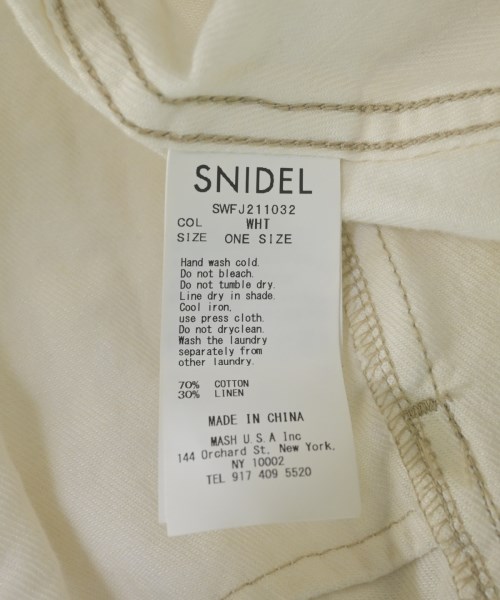 SNIDEL
SWFJ211032
COL WHT
SIZE ONE SIZE
Hand wash cold.
Do not bleach.
Do not tumble dry.
Line dry in shade.
Cool iron,
use press cloth.
Do not dryclean.
Wash the laundry
separately from
other laundry.
70% COTTON
30% LINEN
MADE IN CHINA
MASH U.S.A Inc
144 Orchard St, New York,
NY 10002
TEL 917 409 5520